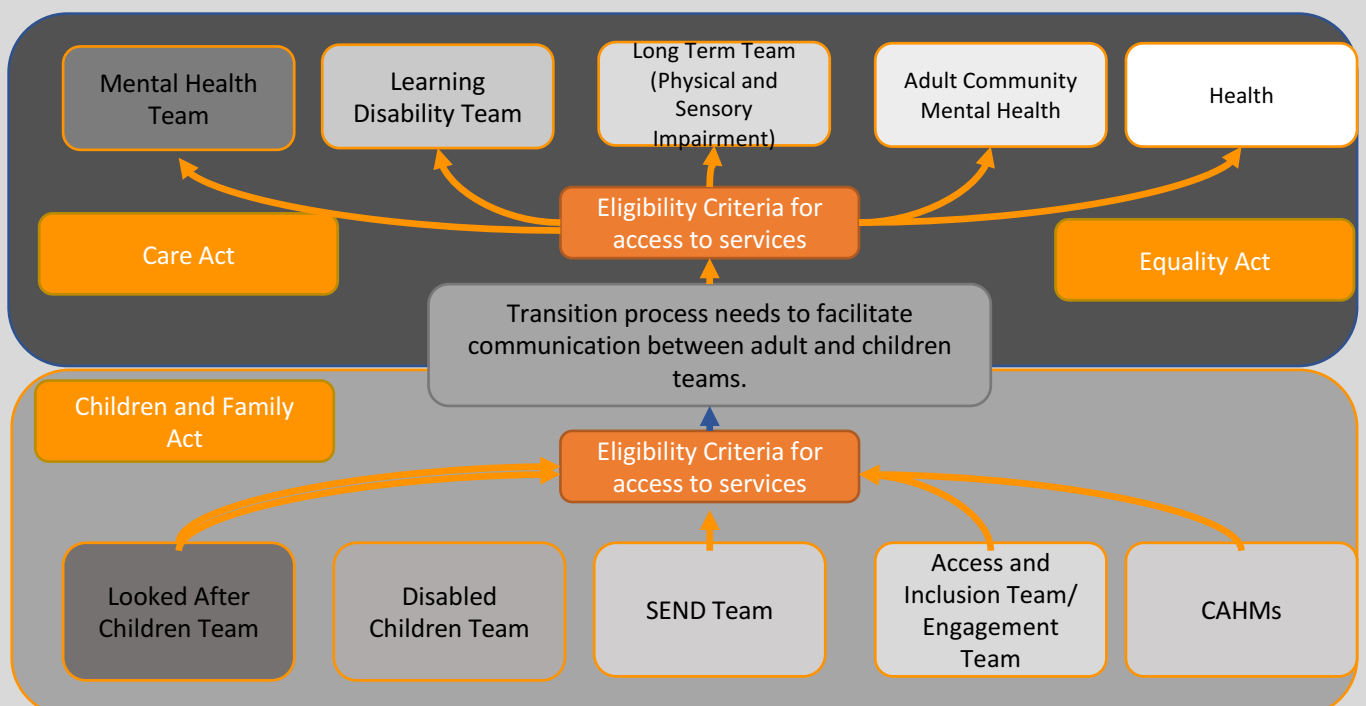 Mental Health
Team
Learning
Disability Team
Long Term Team
(Physical and
Sensory
Impairment)
Adult Community
Mental Health
Health
Eligibility Criteria for
access to services
Care Act
Equality Act
Transition process needs to facilitate
communication between adult and children
teams.
Children and Family
Act
Eligibility Criteria for
access to services
Looked After
Children Team
Disabled
Children Team
SEND Team
Access and
Inclusion Team/
Engagement
Team
CAHMs